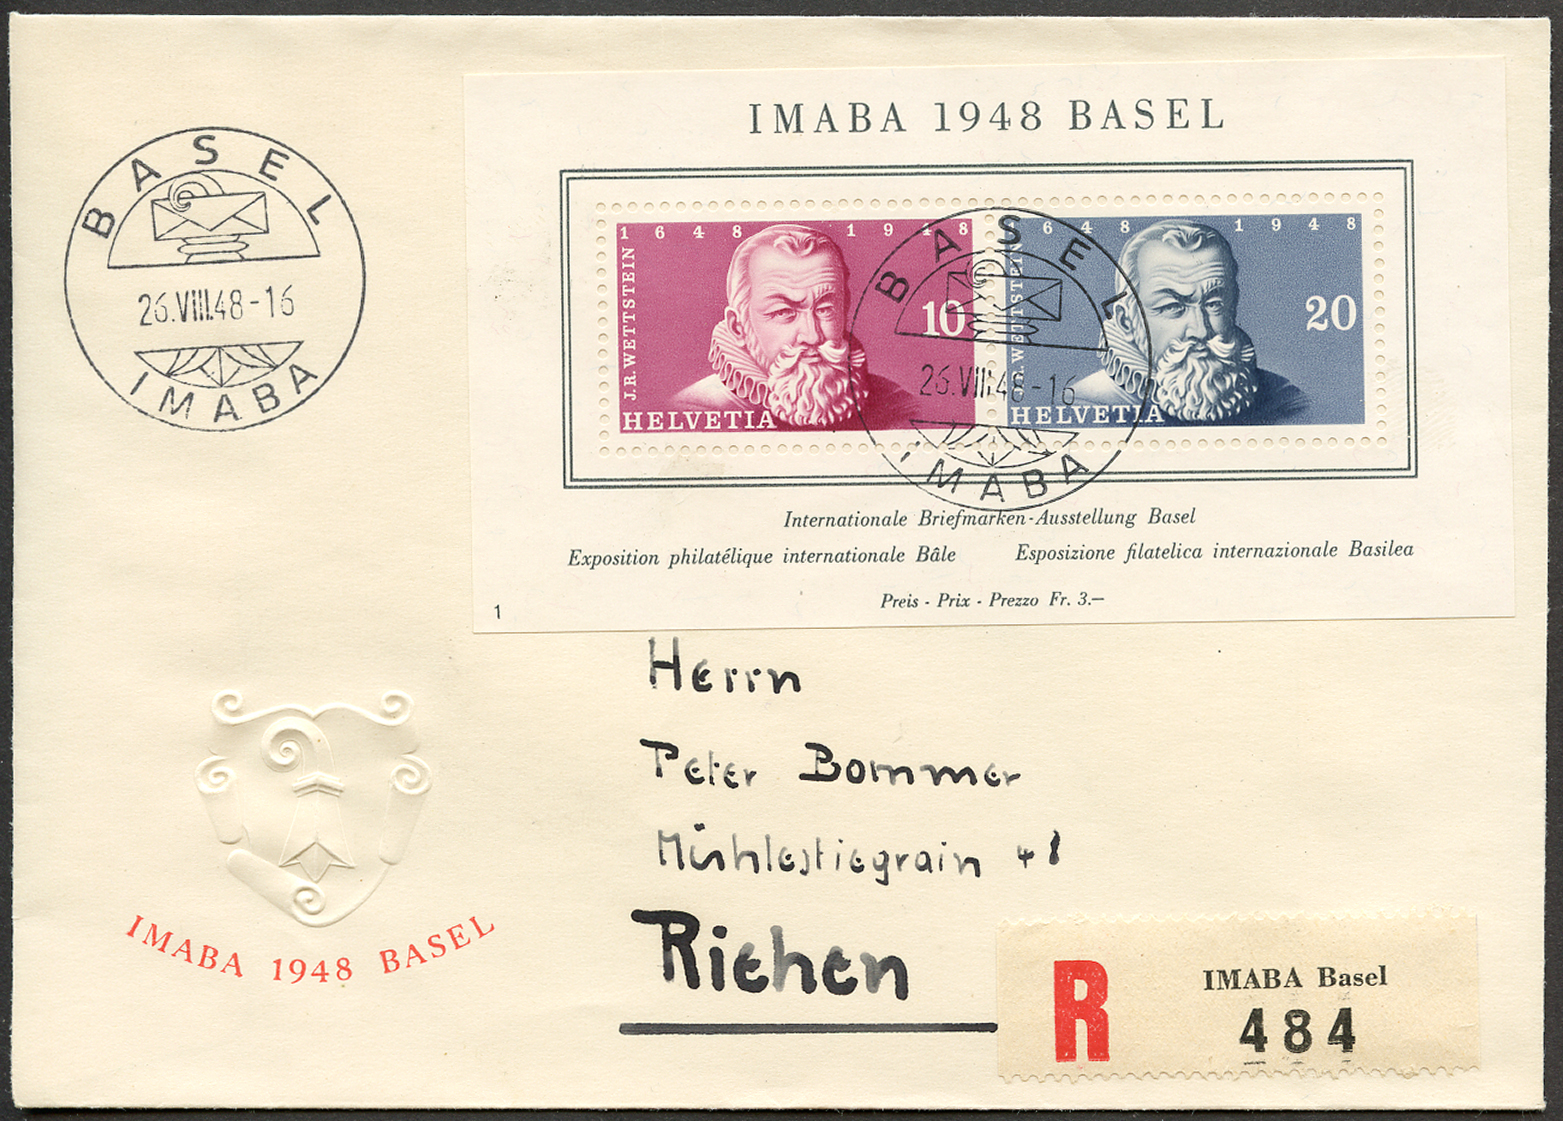 IMABA 1948 BASEL
BASEL
26.VIII.48-16
IMABA
1648 1948
J.R.WETTSTEIN
10
HELVETIA
1648 1948
J.R.WETTSTEIN
20
HELVETIA
BASEL
26.VIII.48-16
IMABA
Internationale Briefmarken-Ausstellung Basel
Exposition philatélique internationale Bâle Esposizione filatelica internazionale Basilea
Preis - Prix - Prezzo Fr. 3.—
1
Herrn
Peter Bommer
Mühlestiegrain 48
Riehen
IMABA 1948 BASEL
R IMABA Basel
484